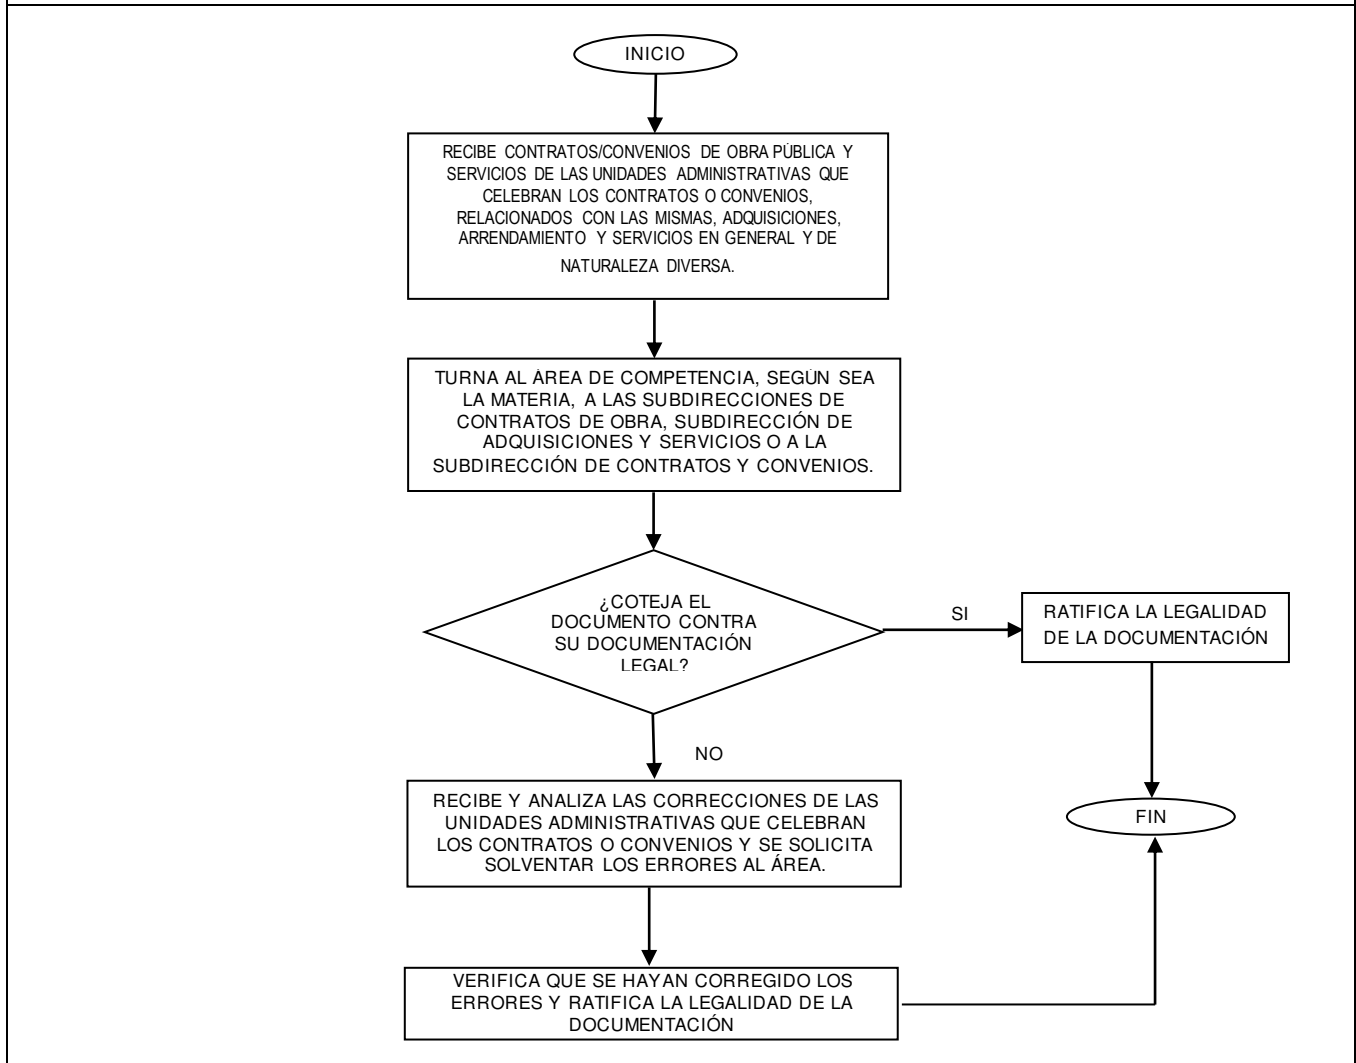 INICIO
RECIBE CONTRATOS/CONVENIOS DE OBRA PÚBLICA Y
SERVICIOS DE LAS UNIDADES ADMINISTRATIVAS QUE
CELEBRAN LOS CONTRATOS O CONVENIOS,
RELACIONADOS CON LAS MISMAS, ADQUISICIONES,
ARRENDAMIENTO Y SERVICIOS EN GENERAL Y DE
NATURALEZA DIVERSA.
TURNA AL ÁREA DE COMPETENCIA, SEGÚN SEA
LA MATERIA, A LAS SUBDIRECCIONES DE
CONTRATOS DE OBRA, SUBDIRECCIÓN DE
ADQUISICIONES Y SERVICIOS O A LA
SUBDIRECCIÓN DE CONTRATOS Y CONVENIOS.
¿COTEJA EL
DOCUMENTO CONTRA
SU DOCUMENTACIÓN
LEGAL?
SI
RATIFICA LA LEGALIDAD
DE LA DOCUMENTACIÓN
NO
RECIBE Y ANALIZA LAS CORRECCIONES DE LAS
UNIDADES ADMINISTRATIVAS QUE CELEBRAN
LOS CONTRATOS O CONVENIOS Y SE SOLICITA
SOLVENTAR LOS ERRORES AL ÁREA.
FIN
VERIFICA QUE SE HAYAN CORREGIDO LOS
ERRORES Y RATIFICA LA LEGALIDAD DE LA
DOCUMENTACIÓN